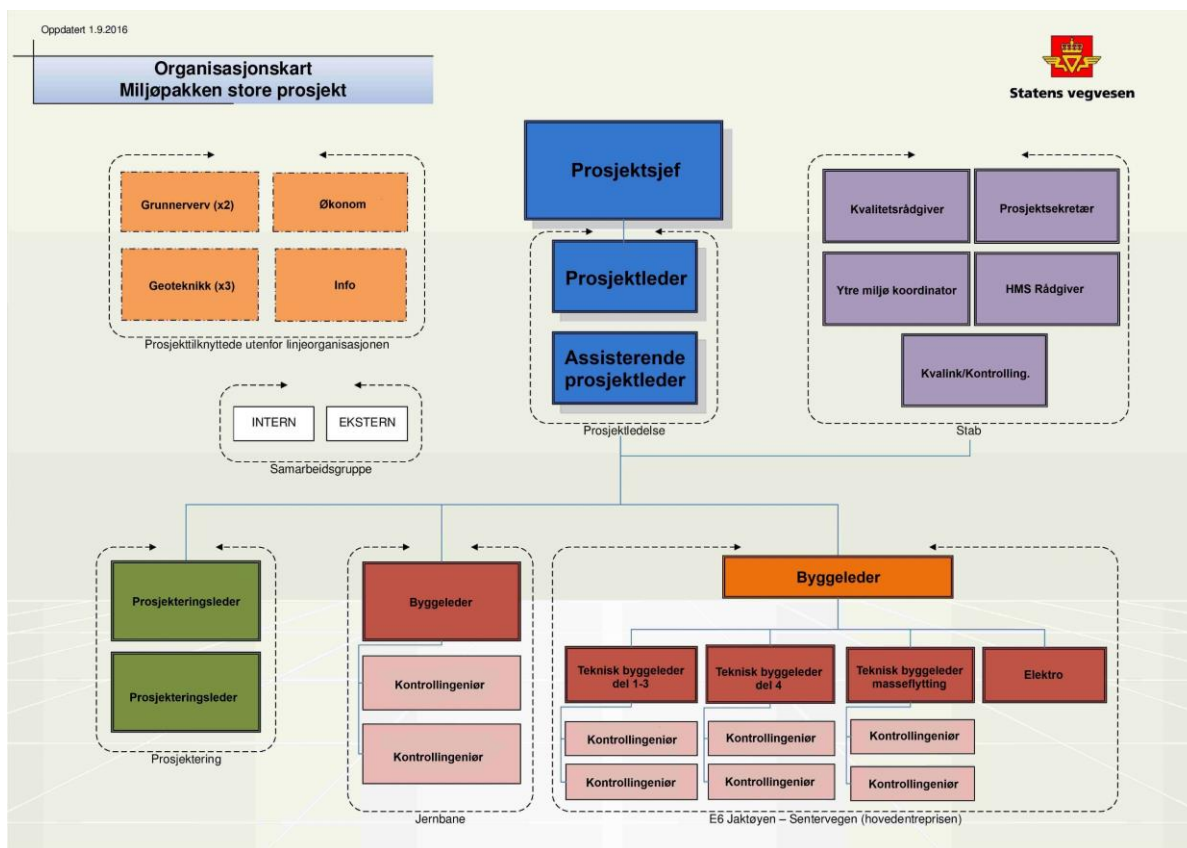 Oppdatert 1.9.2016
Organisasjonskart
Miljøpakken store prosjekt
Statens vegvesen
Grunnerverv (x2)
Økonom
Geoteknikk (x3)
Info
Prosjekttilknyttede utenfor linjeorganisasjonen
INTERN
EKSTERN
Samarbeidsgruppe
Prosjektsjef
Prosjektleder
Assisterende
prosjektleder
Prosjektledelse
Kvalitetsrådgiver
Prosjektsekretær
Ytre miljø koordinator
HMS Rådgiver
Kvalink/Kontrolling.
Stab
Prosjekteringsleder
Prosjekteringsleder
Prosjektering
Byggeleder
Kontrollingeniør
Kontrollingeniør
Jernbane
Byggeleder
Teknisk byggeleder
del 1-3
Kontrollingeniør
Kontrollingeniør
Teknisk byggeleder
del 4
Kontrollingeniør
Kontrollingeniør
Teknisk byggeleder
masseflytting
Kontrollingeniør
Kontrollingeniør
Elektro
E6 Jaktøyen – Sentervegen (hovedentreprisen)